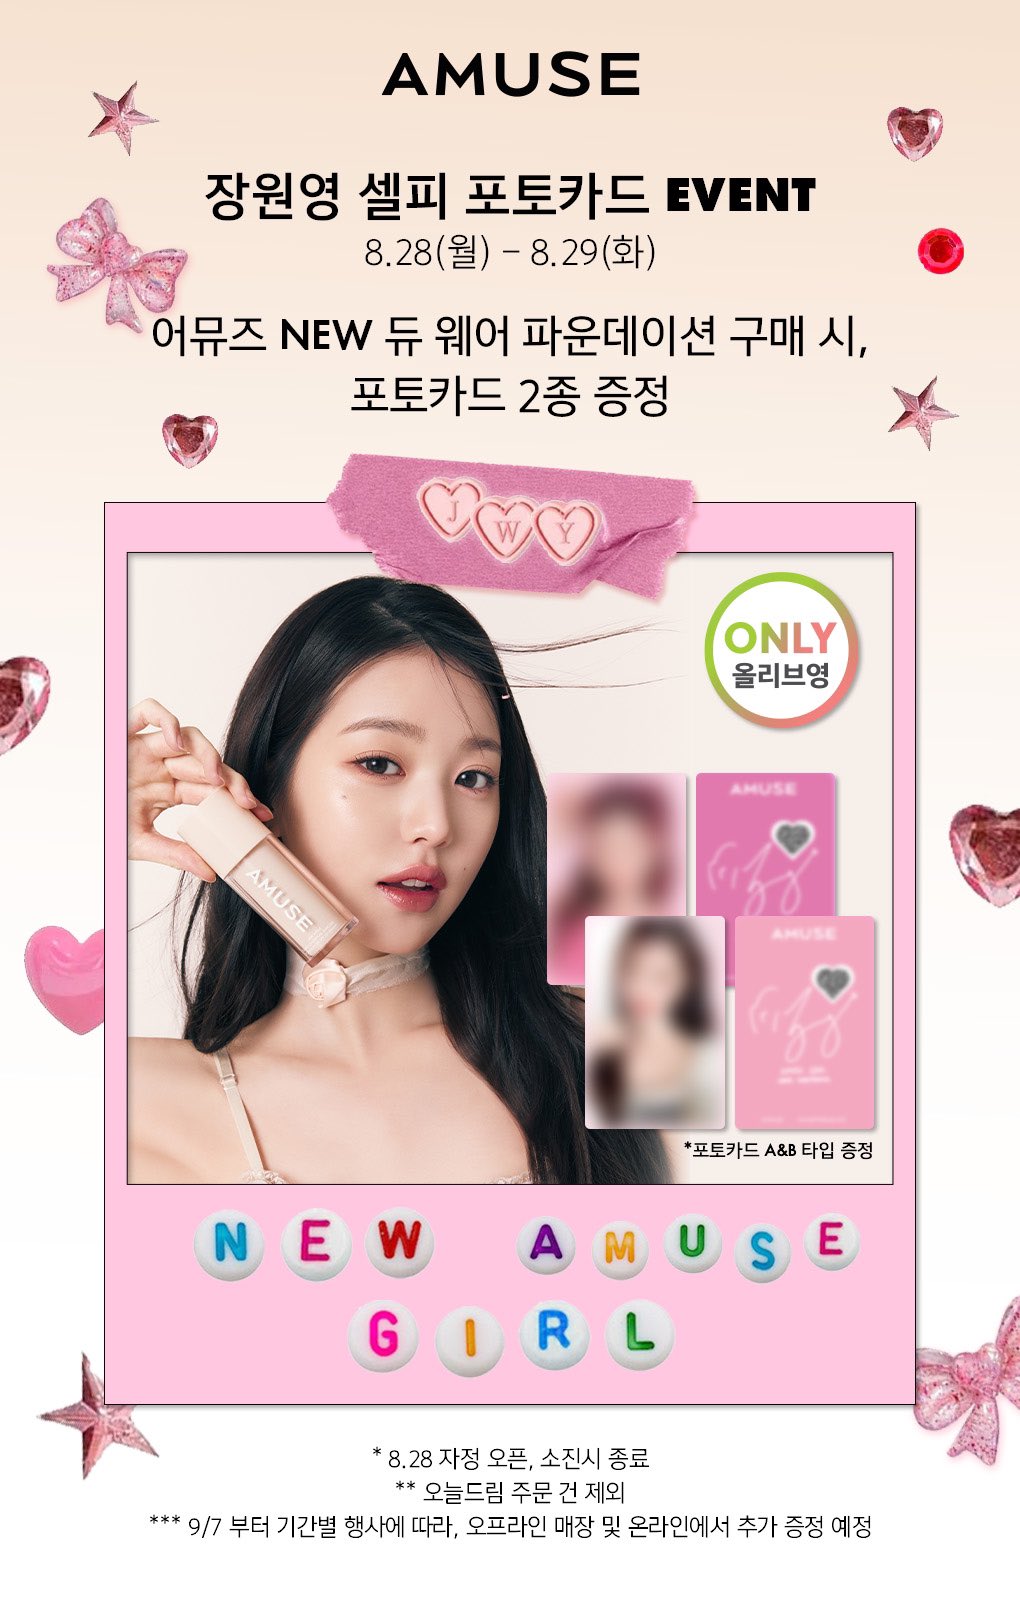 AMUSE
장원영 셀피 포토카드 EVENT
8.28(월) - 8.29(화)
어뮤즈 NEW 듀 웨어 파운데이션 구매 시,
포토카드 2종 증정
J W Y
ONLY
올리브영
AMUSE
AMUSE
AMUSE
*포토카드 A&B 타입 증정
NEW AMUSE
GIRL
* 8.28 자정 오픈, 소진시 종료
** 오늘드림 주문 건 제외
*** 9/7 부터 기간별 행사에 따라, 오프라인 매장 및 온라인에서 추가 증정 예정